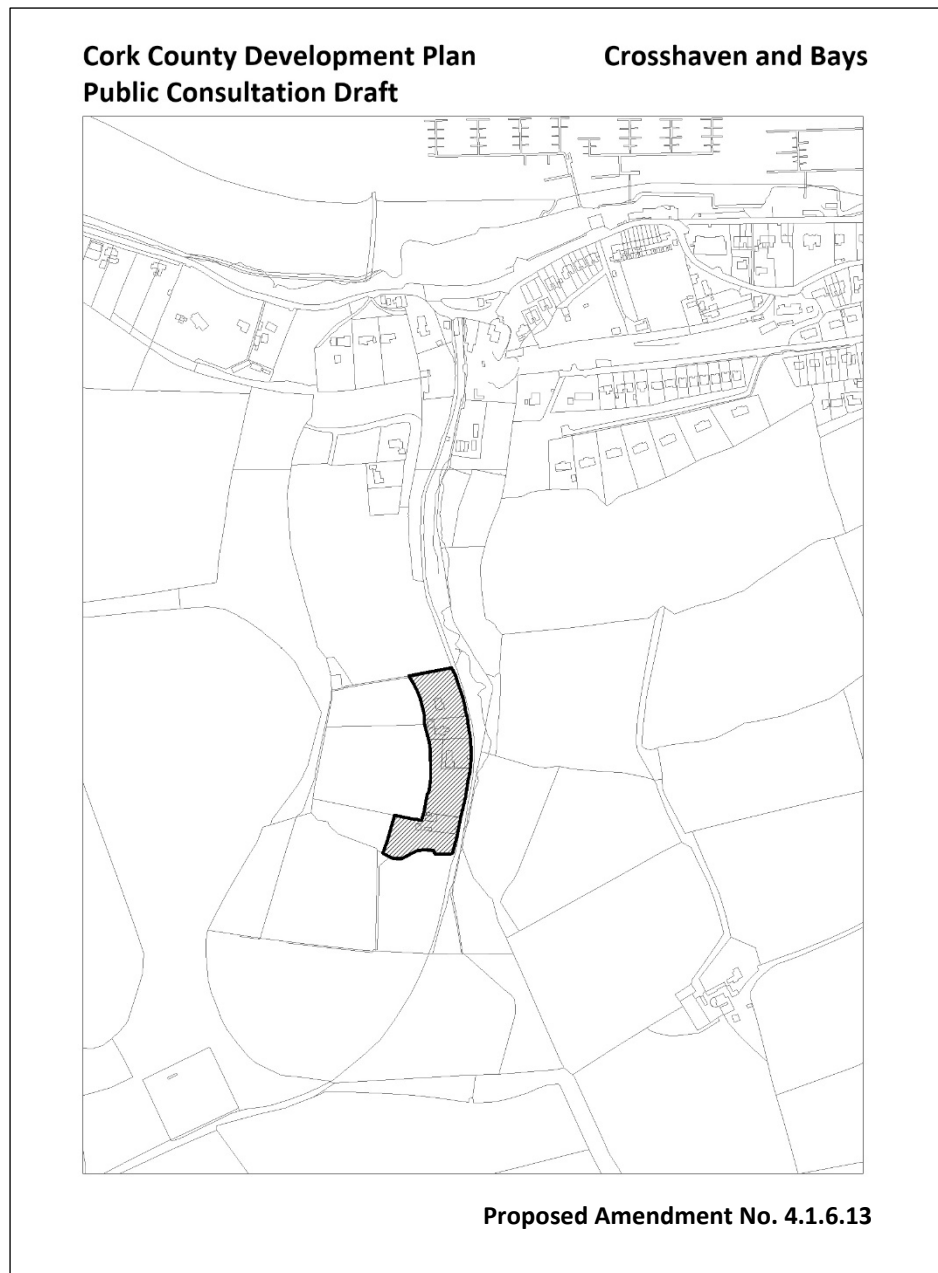 Cork County Development Plan
Crosshaven and Bays
Public Consultation Draft
Proposed Amendment No. 4.1.6.13